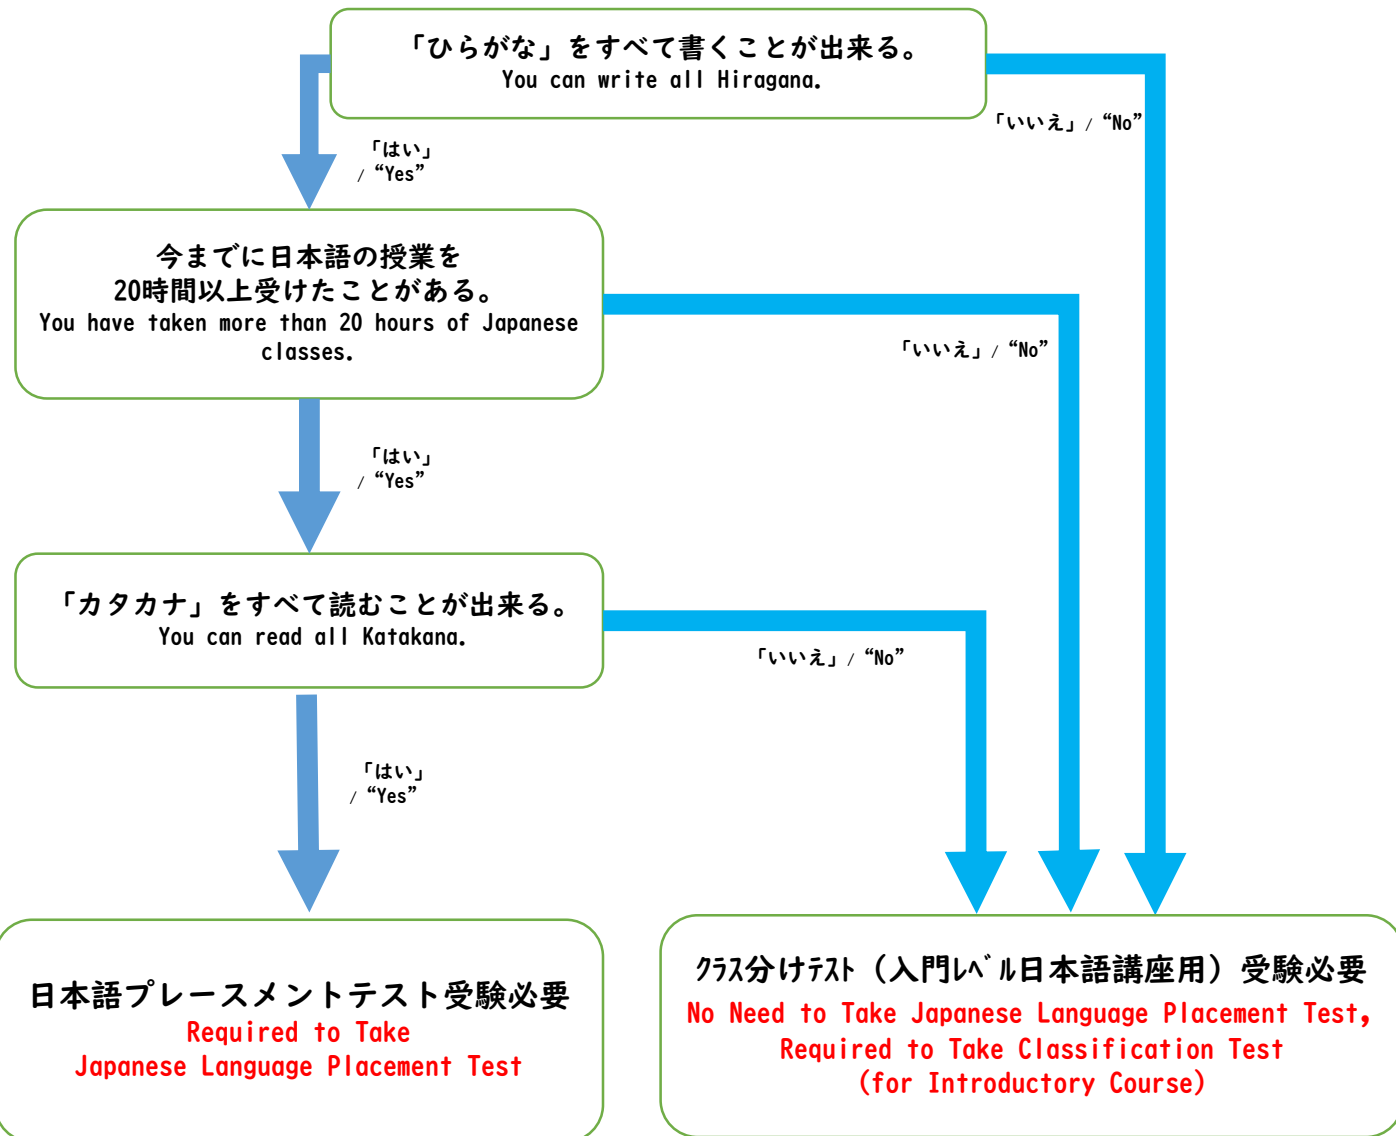 「ひらがな」をすべて書くことが出来る。
You can write all Hiragana.
「いいえ」/ “No”
「はい」
/ “Yes”
今までに日本語の授業を
20時間以上受けたことがある。
You have taken more than 20 hours of Japanese
classes.
「いいえ」/ “No”
「はい」
/ “Yes”
「カタカナ」をすべて読むことが出来る。
You can read all Katakana.
「いいえ」/ “No”
「はい」
/ “Yes”
日本語プレースメントテスト受験必要
Required to Take
Japanese Language Placement Test
ｸﾗｽ分けﾃｽﾄ（入門ﾚﾍﾞﾙ日本語講座用）受験必要
No Need to Take Japanese Language Placement Test,
Required to Take Classification Test
(for Introductory Course)